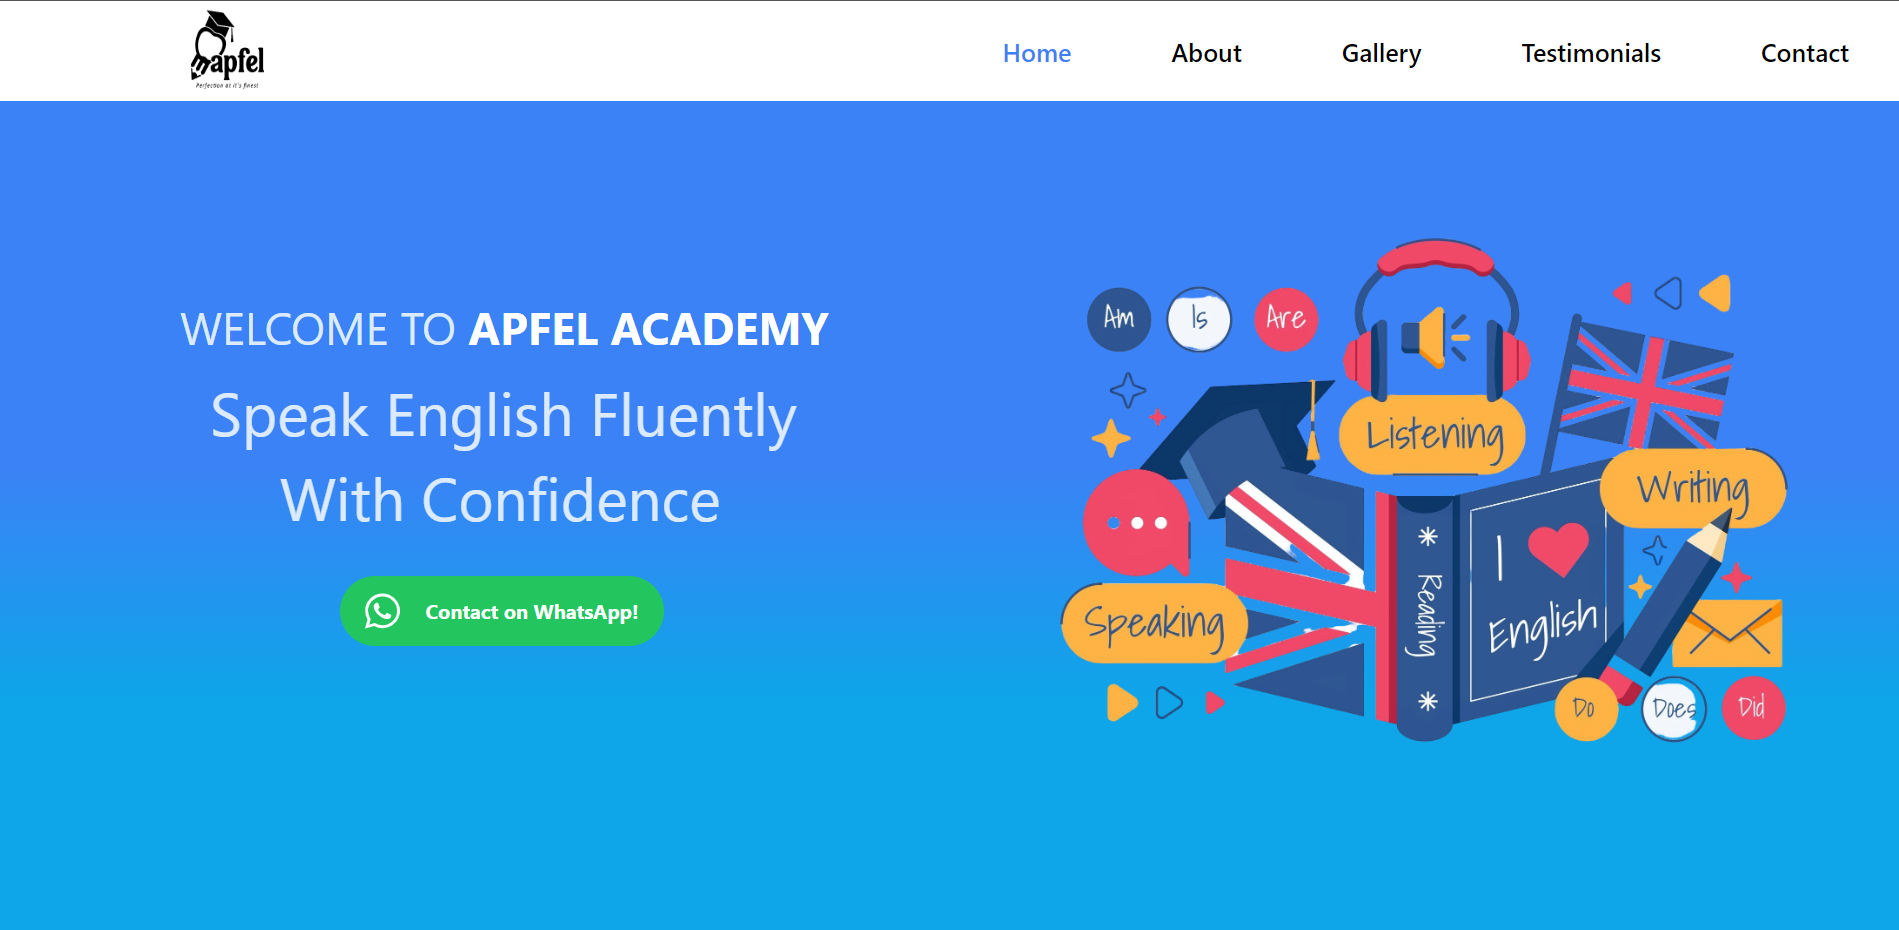 apfel
Perfection at it's finest
Home
About
Gallery
Testimonials
Contact
WELCOME TO APFEL ACADEMY
Speak English Fluently
With Confidence
Contact on WhatsApp!
Am
Is
Are
Listening
Writing
Speaking
Reading
I
English
Do
Does
Did